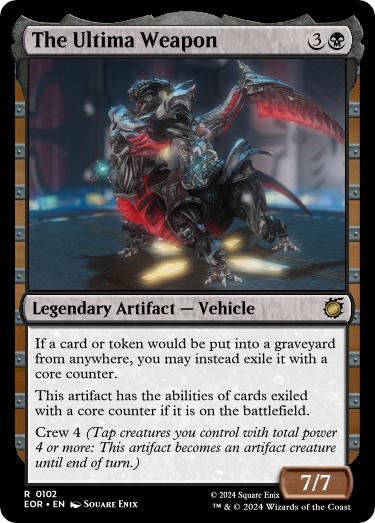 The Ultima Weapon 3
Legendary Artifact — Vehicle
If a card or token would be put into a graveyard
from anywhere, you may instead exile it with a
core counter.
This artifact has the abilities of cards exiled
with a core counter if it is on the battlefield.
Crew 4 (Tap creatures you control with total power
4 or more: This artifact becomes an artifact creature
until end of turn.)
7/7
R 0102
EOR • EN Square Enix
© 2024 Square Enix
™ & © 2024 Wizards of the Coast